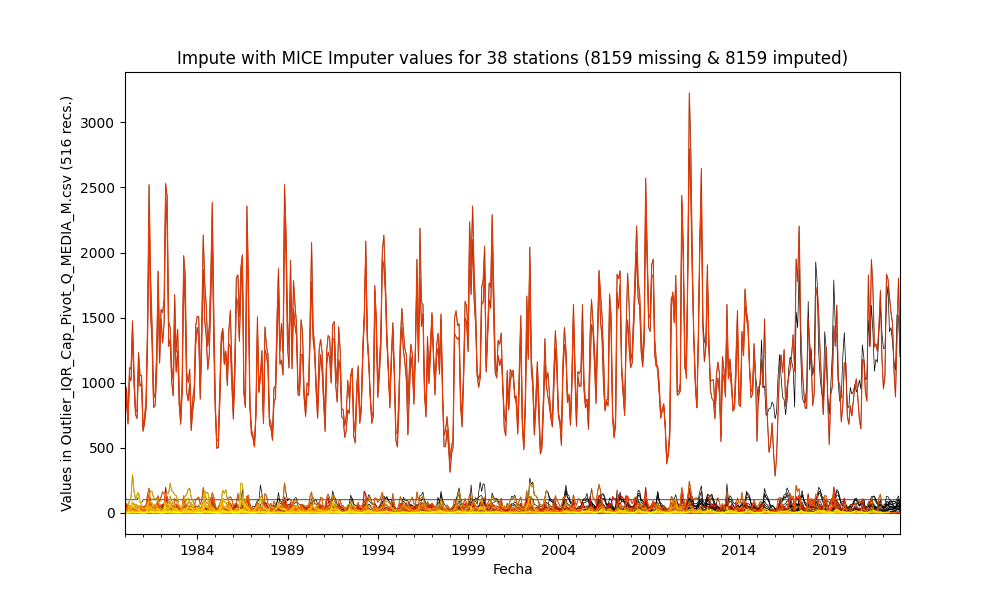 Impute with MICE Imputer values for 38 stations (8159 missing & 8159 imputed)
Values in Outlier_IQR_Cap_Pivot_Q_MEDIA_M.csv (516 recs.)
3000
2500
2000
1500
1000
500
0
1984 1989 1994 1999 2004 2009 2014 2019
Fecha